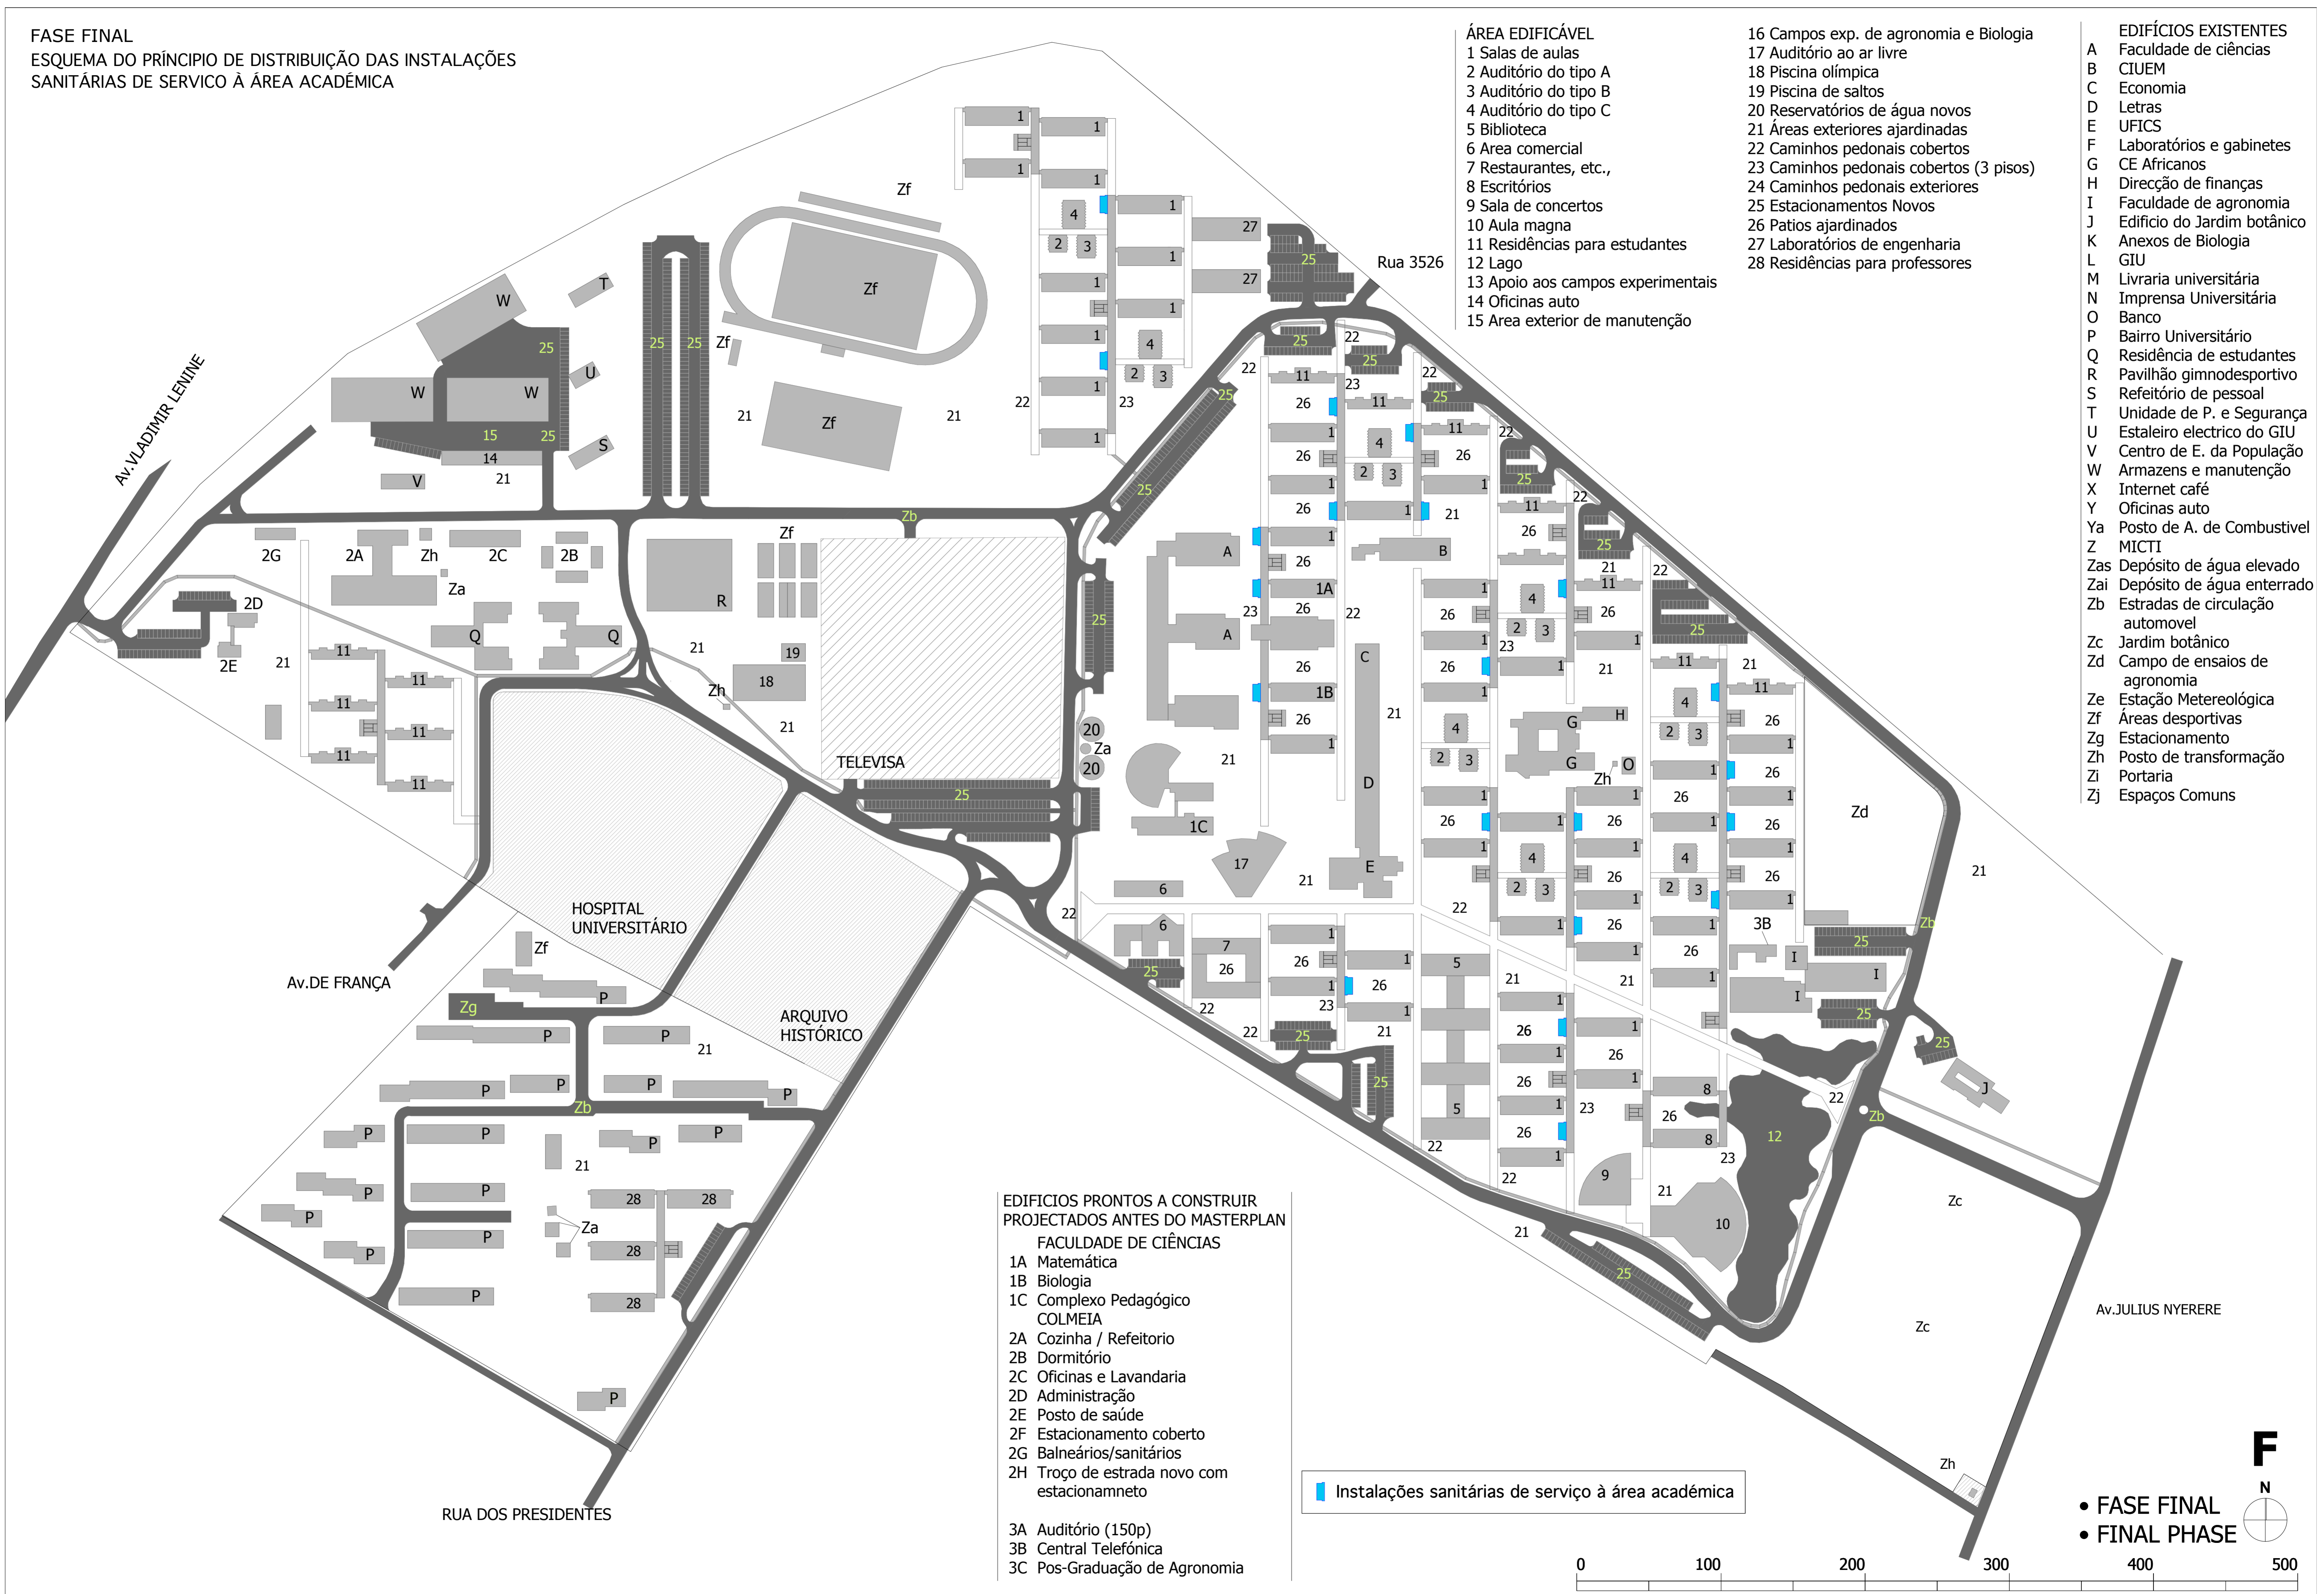 FASE FINAL
ESQUEMA DO PRÍNCIPIO DE DISTRIBUIÇÃO DAS INSTALAÇÕES
SANITÁRIAS DE SERVICO À ÁREA ACADÉMICA
ÁREA EDIFICÁVEL
1 Salas de aulas
2 Auditório do tipo A
3 Auditório do tipo B
4 Auditório do tipo C
5 Biblioteca
6 Area comercial
7 Restaurantes, etc.,
8 Escritórios
9 Sala de concertos
10 Aula magna
11 Residências para estudantes
12 Lago
13 Apoio aos campos experimentais
14 Oficinas auto
15 Area exterior de manutenção
16 Campos exp. de agronomia e Biologia
17 Auditório ao ar livre
18 Piscina olímpica
19 Piscina de saltos
20 Reservatórios de água novos
21 Áreas exteriores ajardinadas
22 Caminhos pedonais cobertos
23 Caminhos pedonais cobertos (3 pisos)
24 Caminhos pedonais exteriores
25 Estacionamentos Novos
26 Patios ajardinados
27 Laboratórios de engenharia
28 Residências para professores
EDIFÍCIOS EXISTENTES
A Faculdade de ciências
B CIUEM
C Economia
D Letras
E UFICS
F Laboratórios e gabinetes
G CE Africanos
H Direcção de finanças
I Faculdade de agronomia
J Edificio do Jardim botânico
K Anexos de Biologia
L GIU
M Livraria universitária
N Imprensa Universitária
O Banco
P Bairro Universitário
Q Residência de estudantes
R Pavilhão gimnodesportivo
S Refeitório de pessoal
T Unidade de P. e Segurança
U Estaleiro electrico do GIU
V Centro de E. da População
W Armazens e manutenção
X Internet café
Y Oficinas auto
Ya Posto de A. de Combustivel
Z MICTI
Zas Depósito de água elevado
Zai Depósito de água enterrado
Zb Estradas de circulação
automovel
Zc Jardim botânico
Zd Campo de ensaios de
agronomia
Ze Estação Metereológica
Zf Áreas desportivas
Zg Estacionamento
Zh Posto de transformação
Zi Portaria
Zj Espaços Comuns
Rua 3526
Av.VLADIMIR LENINE
TELEVISA
HOSPITAL
UNIVERSITÁRIO
Av.DE FRANÇA
ARQUIVO
HISTÓRICO
RUA DOS PRESIDENTES
Av.JULIUS NYERERE
EDIFICIOS PRONTOS A CONSTRUIR
PROJECTADOS ANTES DO MASTERPLAN
FACULDADE DE CIÊNCIAS
1A Matemática
1B Biologia
1C Complexo Pedagógico
COLMEIA
2A Cozinha / Refeitorio
2B Dormitório
2C Oficinas e Lavandaria
2D Administração
2E Posto de saúde
2F Estacionamento coberto
2G Balneários/sanitários
2H Troço de estrada novo com
estacionamneto
3A Auditório (150p)
3B Central Telefónica
3C Pos-Graduação de Agronomia
Instalações sanitárias de serviço à área académica
F
N
• FASE FINAL
• FINAL PHASE
0 100 200 300 400 500